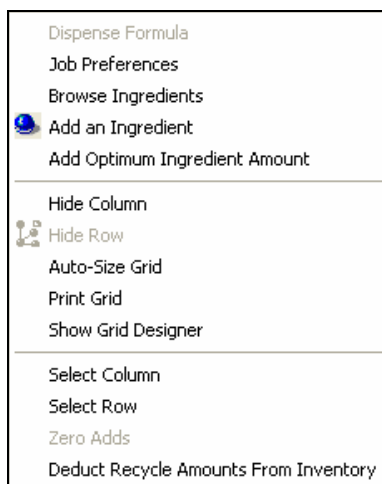 Dispense Formula
Job Preferences
Browse Ingredients
Add an Ingredient
Add Optimum Ingredient Amount
Hide Column
Hide Row
Auto-Size Grid
Print Grid
Show Grid Designer
Select Column
Select Row
Zero Adds
Deduct Recycle Amounts From Inventory